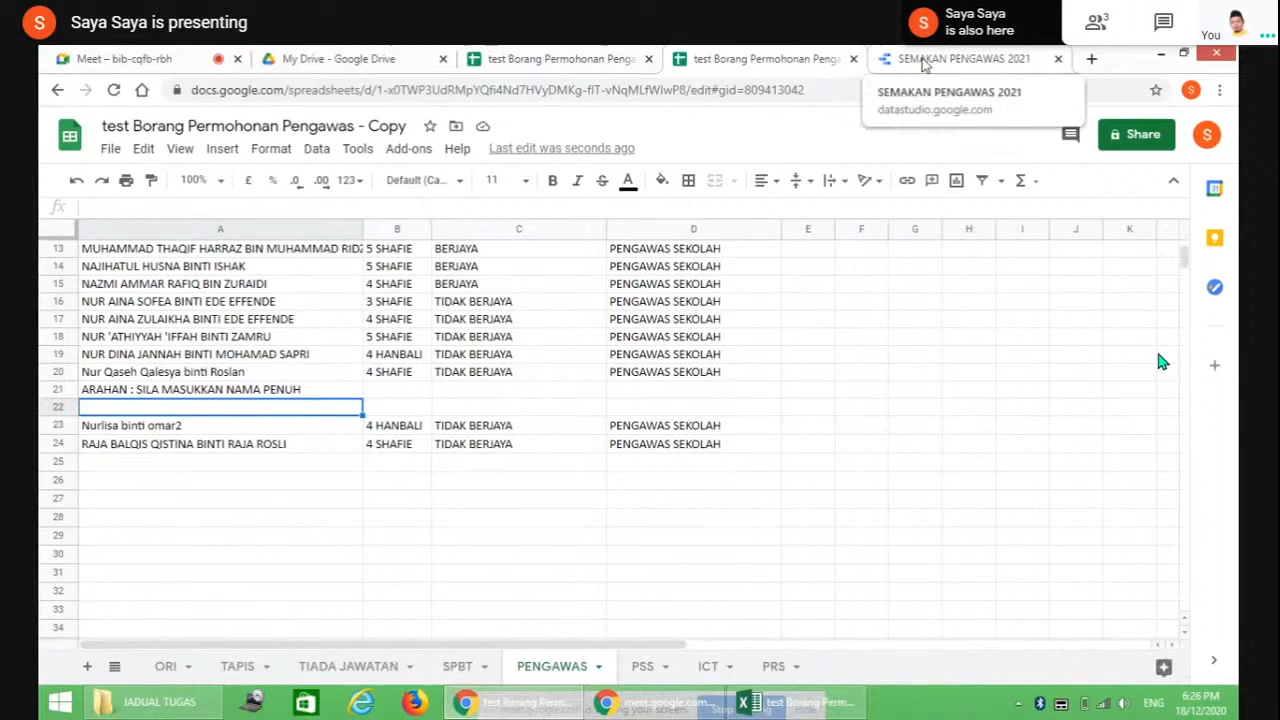 S Saya Saya is presenting
S Saya Saya is also here
3
You
Meet – bib-cqfb-rbh
My Drive - Google Drive
test Borang Permohonan Penga
test Borang Permohonan Penga
SEMAKAN PENGAWAS 2021
docs.google.com/spreadsheets/d/1-x0TWP3UdRMpYQfi4Nd7HVyDMKg-fIT-vNqMLfWIwP8/edit#gid=809413042
S
SEMAKAN PENGAWAS 2021
datastudio.google.com
test Borang Permohonan Pengawas - Copy
Share
S
File Edit View Insert Format Data Tools Add-ons Help Last edit was seconds ago
100% £ % .0 .00 123 Default (Ca... 11 B I S A Σ
fx
A B C D E F G H I J K
13 MUHAMMAD THAQIF HARRAZ BIN MUHAMMAD RIDZ 5 SHAFIE BERJAYA PENGAWAS SEKOLAH
14 NAJIHATUL HUSNA BINTI ISHAK 5 SHAFIE BERJAYA PENGAWAS SEKOLAH
15 NAZMI AMMAR RAFIQ BIN ZURAIDI 4 SHAFIE BERJAYA PENGAWAS SEKOLAH
16 NUR AINA SOFEA BINTI EDE EFFENDE 3 SHAFIE TIDAK BERJAYA PENGAWAS SEKOLAH
17 NUR AINA ZULAIKHA BINTI EDE EFFENDE 4 SHAFIE TIDAK BERJAYA PENGAWAS SEKOLAH
18 NUR 'ATHIYYAH 'IFFAH BINTI ZAMRU 5 SHAFIE TIDAK BERJAYA PENGAWAS SEKOLAH
19 NUR DINA JANNAH BINTI MOHAMAD SAPRI 4 HANBALI TIDAK BERJAYA PENGAWAS SEKOLAH
20 Nur Qaseh Qalesya binti Roslan 4 SHAFIE TIDAK BERJAYA PENGAWAS SEKOLAH
21 ARAHAN : SILA MASUKKAN NAMA PENUH
22
23 Nurlisa binti omar2 4 HANBALI TIDAK BERJAYA PENGAWAS SEKOLAH
24 RAJA BALQIS QISTINA BINTI RAJA ROSLI 4 SHAFIE TIDAK BERJAYA PENGAWAS SEKOLAH
25
26
27
28
29
30
31
32
33
34
ORI TAPIS TIADA JAWATAN SPBT PENGAWAS PSS ICT PRS
JADUAL TUGAS
test Borang Perm...
meet.google.com...
test Borang Perm...
ENG
6:26 PM
18/12/2020